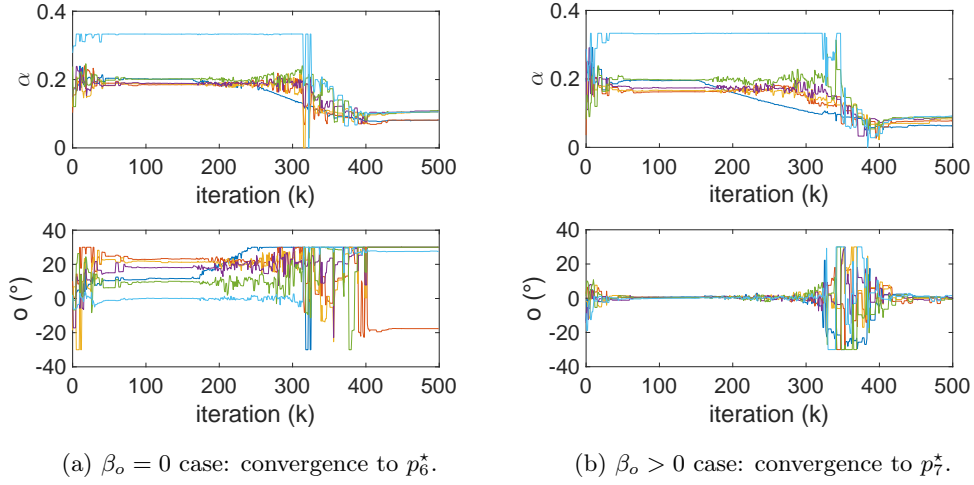 0.4
α
0.2
0
0 100 200 300 400 500
iteration (k)
0.4
α
0.2
0
0 100 200 300 400 500
iteration (k)
40
20
o (°)
0
-20
-40
0 100 200 300 400 500
iteration (k)
40
20
o (°)
0
-20
-40
0 100 200 300 400 500
iteration (k)
(a) βₒ = 0 case: convergence to p₆⋆.
(b) βₒ > 0 case: convergence to p₇⋆.